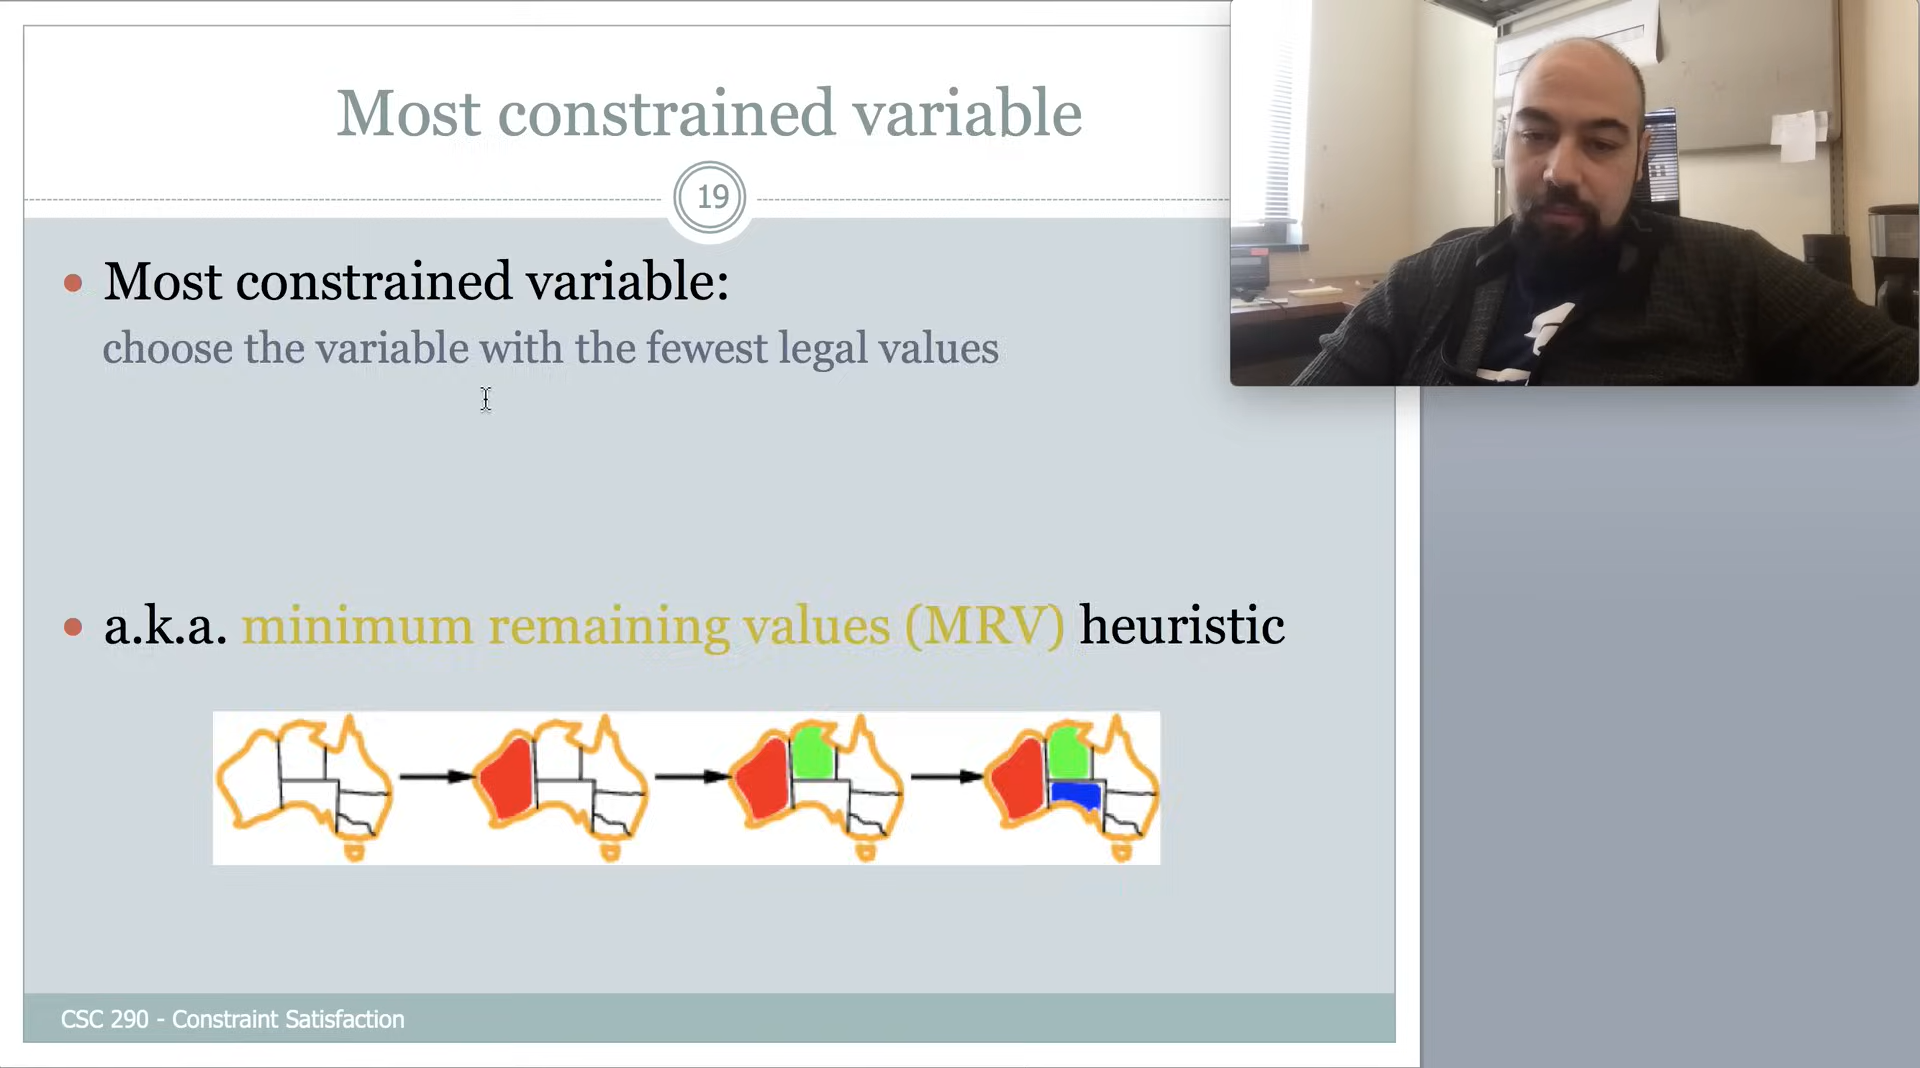 Most constrained variable
19
• Most constrained variable:
choose the variable with the fewest legal values
• a.k.a. minimum remaining values (MRV) heuristic
CSC 290 - Constraint Satisfaction